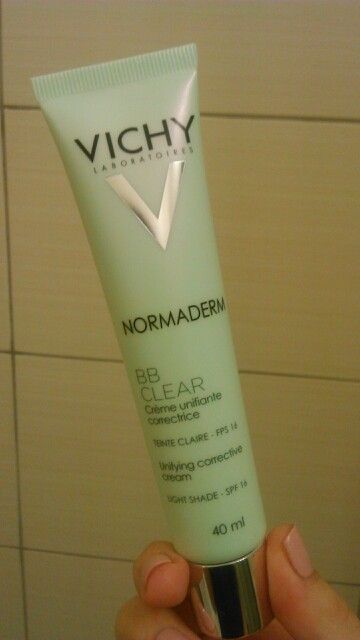 VICHY
LABORATOIRES
V
NORMADERM
BB
CLEAR
Crème unifiante
correctrice
TEINTE CLAIRE - FPS 16
Unifying corrective
cream
LIGHT SHADE - SPF 16
40 ml